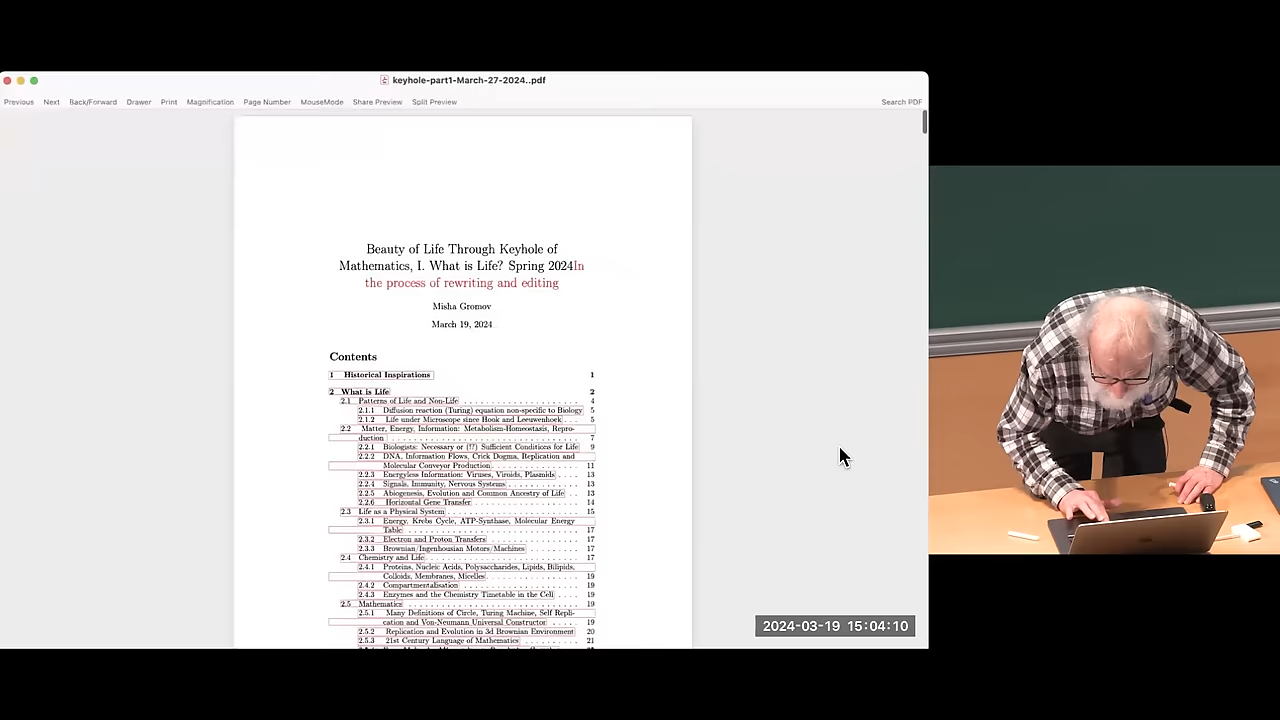 keyhole-part1-March-27-2024..pdf
Previous Next Back/Forward Drawer Print Magnification Page Number MouseMode Share Preview Split Preview Search PDF
Beauty of Life Through Keyhole of
Mathematics, I. What is Life? Spring 2024In
the process of rewriting and editing
Misha Gromov
March 19, 2024
Contents
1 Historical Inspirations 1
2 What is Life 2
2.1 Patterns of Life and Non-Life . . . . . . . . . . . . . . . . . . . . 4
2.1.1 Diffusion reaction (Turing) equation non-specific to Biology 5
2.1.2 Life under Microscope since Hook and Leeuwenhoek . . . 5
2.2 Matter, Energy, Information: Metabolism-Homeostasis, Repro-
duction . . . . . . . . . . . . . . . . . . . . . . . . . . . . . . . . 7
2.2.1 Biologists: Necessary or (!?) Sufficient Conditions for Life 9
2.2.2 DNA, Information Flows, Crick Dogma, Replication and
Molecular Conveyor Production . . . . . . . . . . . . . . . 11
2.2.3 Energyless Information: Viruses, Viroids, Plasmids . . . . 13
2.2.4 Signals, Immunity, Nervous Systems . . . . . . . . . . . . 13
2.2.5 Abiogenesis, Evolution and Common Ancestry of Life . . 13
2.2.6 Horizontal Gene Transfer . . . . . . . . . . . . . . . . . . 14
2.3 Life as a Physical System . . . . . . . . . . . . . . . . . . . . . . 15
2.3.1 Energy, Krebs Cycle, ATP-Synthase, Molecular Energy
Table . . . . . . . . . . . . . . . . . . . . . . . . . . . . . 17
2.3.2 Electron and Proton Transfers . . . . . . . . . . . . . . . 17
2.3.3 Brownian/Ingenhousian Motors/Machines . . . . . . . . . 17
2.4 Chemistry and Life . . . . . . . . . . . . . . . . . . . . . . . . . 17
2.4.1 Proteins, Nucleic Acids, Polysaccharides, Lipids, Bilipids,
Colloids, Membranes, Micelles . . . . . . . . . . . . . . . . 19
2.4.2 Compartmentalisation . . . . . . . . . . . . . . . . . . . . 19
2.4.3 Enzymes and the Chemistry Timetable in the Cell . . . . 19
2.5 Mathematics . . . . . . . . . . . . . . . . . . . . . . . . . . . . . 19
2.5.1 Many Definitions of Circle, Turing Machine, Self Repli-
cation and Von-Neumann Universal Constructor . . . . 19
2.5.2 Replication and Evolution in 3d Brownian Environment 20
2.5.3 21st Century Language of Mathematics . . . . . . . . . . 21
2024-03-19 15:04:10